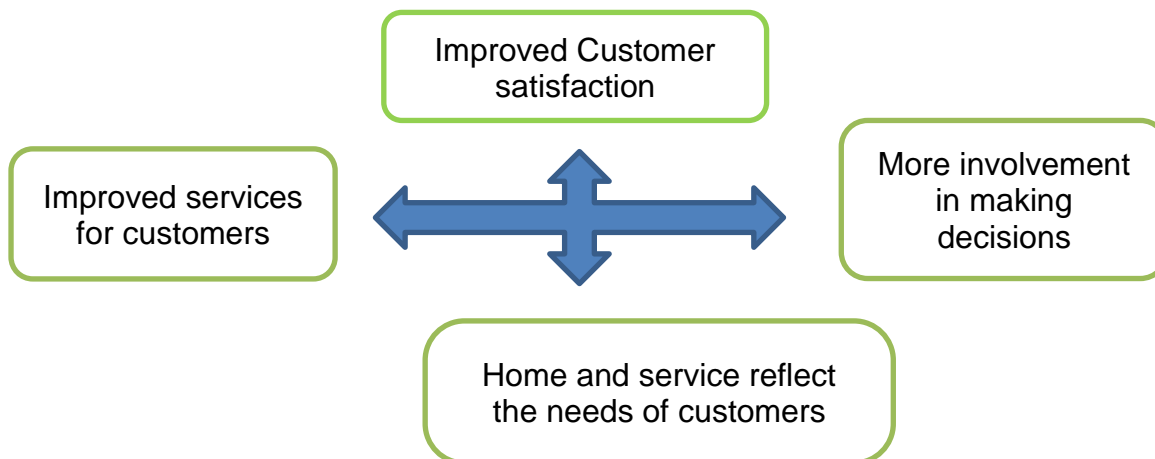 Improved Customer
satisfaction
Improved services
for customers
More involvement
in making
decisions
Home and service reflect
the needs of customers